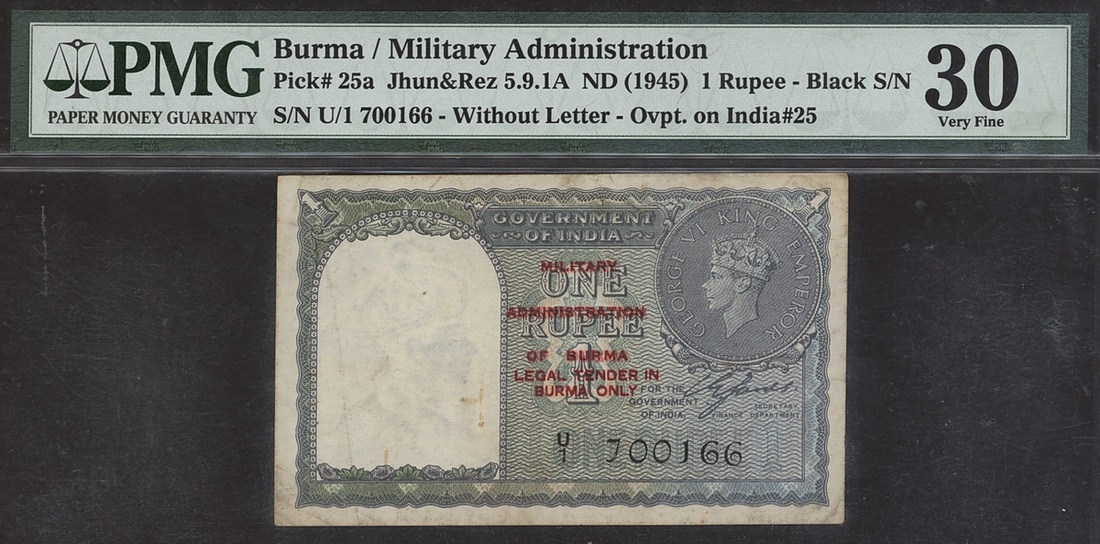 PMG
PAPER MONEY GUARANTY
Burma / Military Administration
Pick# 25a Jhun&Rez 5.9.1A ND (1945) 1 Rupee - Black S/N
S/N U/1 700166 - Without Letter - Ovpt. on India#25
30
Very Fine
1
1
GOVERNMENT
OF INDIA
GEORGE VI KING EMPEROR
MILITARY
ONE
ADMINISTRATION
RUPEE
OF BURMA
1
LEGAL TENDER IN
BURMA ONLY
FOR THE
GOVERNMENT
OF INDIA.
SECRETARY,
FINANCE DEPARTMENT
U/1 700166